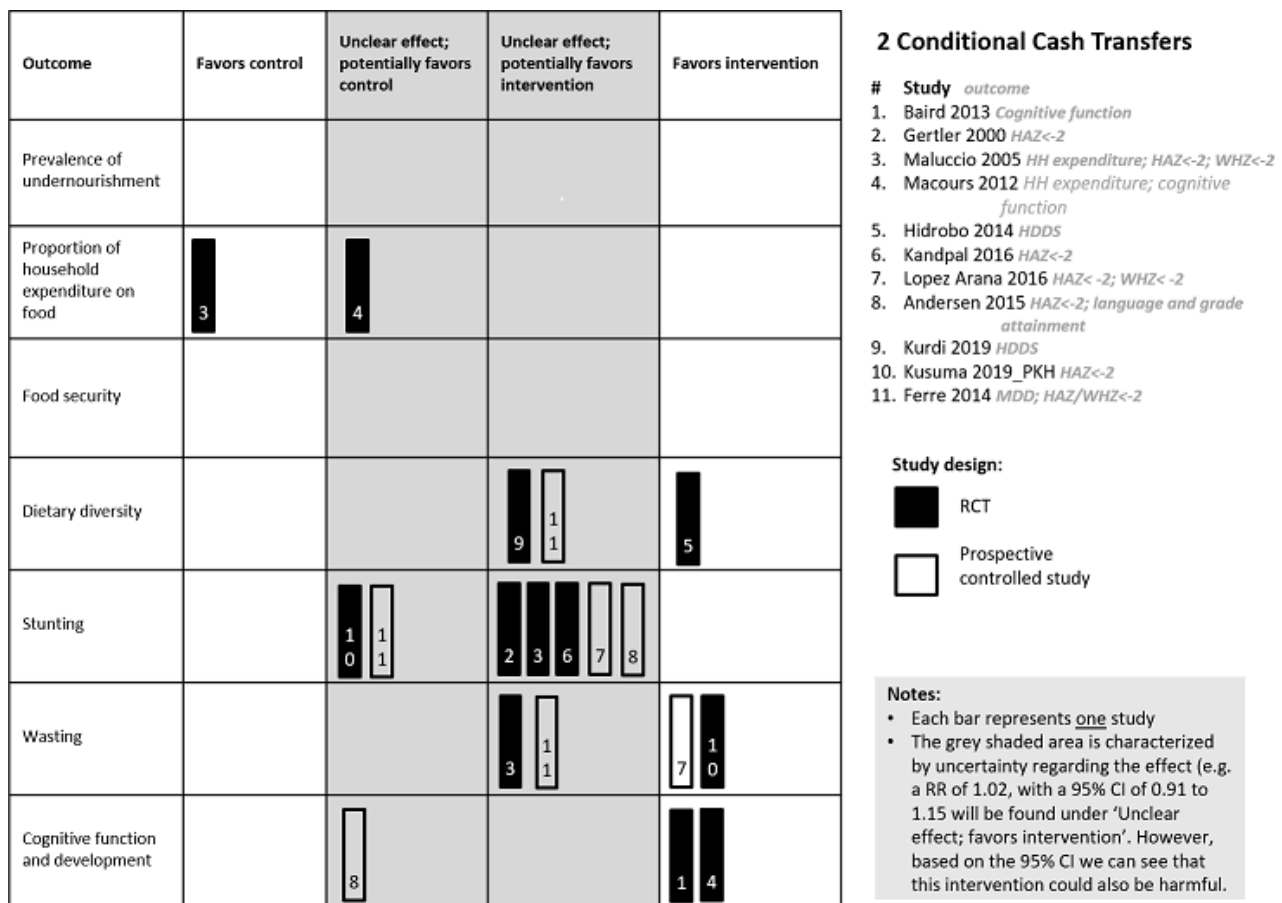 Outcome
Favors control
Unclear effect;
potentially favors
control
Unclear effect;
potentially favors
intervention
Favors intervention
Prevalence of
undernourishment
Proportion of
household
expenditure on
food
3
4
Food security
Dietary diversity
9
1
1
5
Stunting
1
0
1
1
2
3
6
7
8
Wasting
3
1
1
7
1
0
Cognitive function
and development
8
1
4
2 Conditional Cash Transfers
# Study outcome
1. Baird 2013 Cognitive function
2. Gertler 2000 HAZ<-2
3. Maluccio 2005 HH expenditure; HAZ<-2; WHZ<-2
4. Macours 2012 HH expenditure; cognitive
function
5. Hidrobo 2014 HDDS
6. Kandpal 2016 HAZ<-2
7. Lopez Arana 2016 HAZ< -2; WHZ< -2
8. Andersen 2015 HAZ<-2; language and grade
attainment
9. Kurdi 2019 HDDS
10. Kusuma 2019_PKH HAZ<-2
11. Ferre 2014 MDD; HAZ/WHZ<-2
Study design:
RCT
Prospective
controlled study
Notes:
• Each bar represents one study
• The grey shaded area is characterized
by uncertainty regarding the effect (e.g.
a RR of 1.02, with a 95% CI of 0.91 to
1.15 will be found under ‘Unclear
effect; favors intervention’. However,
based on the 95% CI we can see that
this intervention could also be harmful.